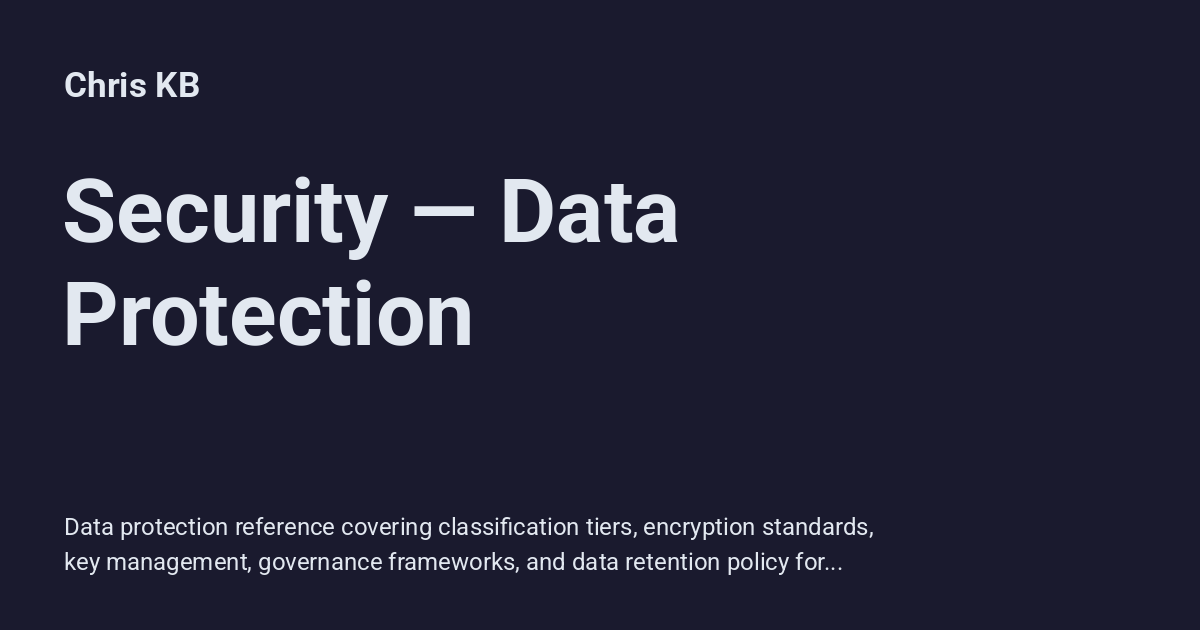 Chris KB
Security — Data
Protection
Data protection reference covering classification tiers, encryption standards,
key management, governance frameworks, and data retention policy for...